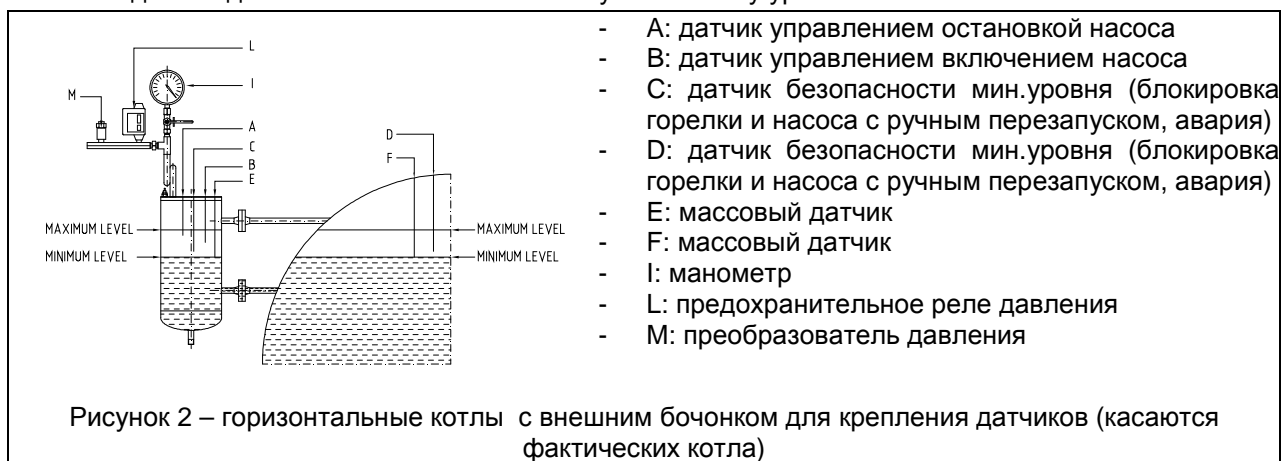 L
I
M
A
C
B
E
D
F
MAXIMUM LEVEL
MINIMUM LEVEL
MAXIMUM LEVEL
MINIMUM LEVEL
- A: датчик управлением остановкой насоса
- B: датчик управлением включением насоса
- C: датчик безопасности мин.уровня (блокировка
горелки и насоса с ручным перезапуском, авария)
- D: датчик безопасности мин.уровня (блокировка
горелки и насоса с ручным перезапуском, авария)
- E: массовый датчик
- F: массовый датчик
- I: манометр
- L: предохранительное реле давления
- M: преобразователь давления
Рисунок 2 – горизонтальные котлы с внешним бочонком для крепления датчиков (касаются
фактических котла)